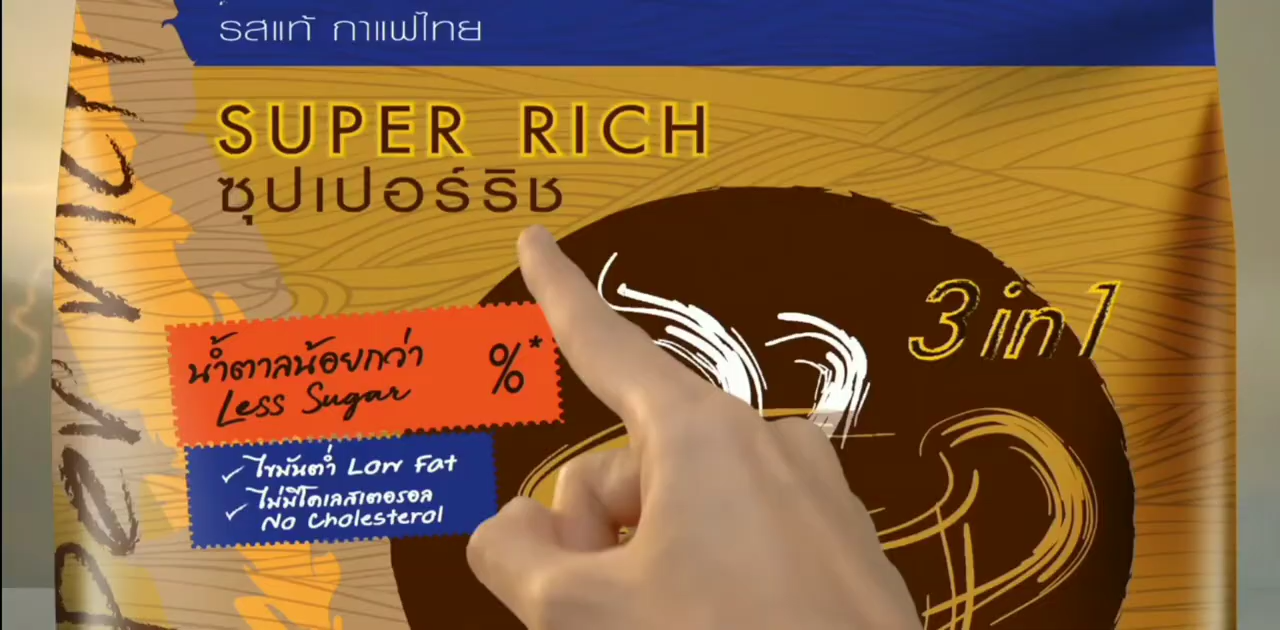 รสแท้ กาแฟไทย
SUPER RICH
ซุปเปอร์ริช
3 in 1
น้ำตาลน้อยกว่า %*
Less Sugar
✓ ไขมันต่ำ Low Fat
✓ ไม่มีโคเลสเตอรอล
No Cholesterol